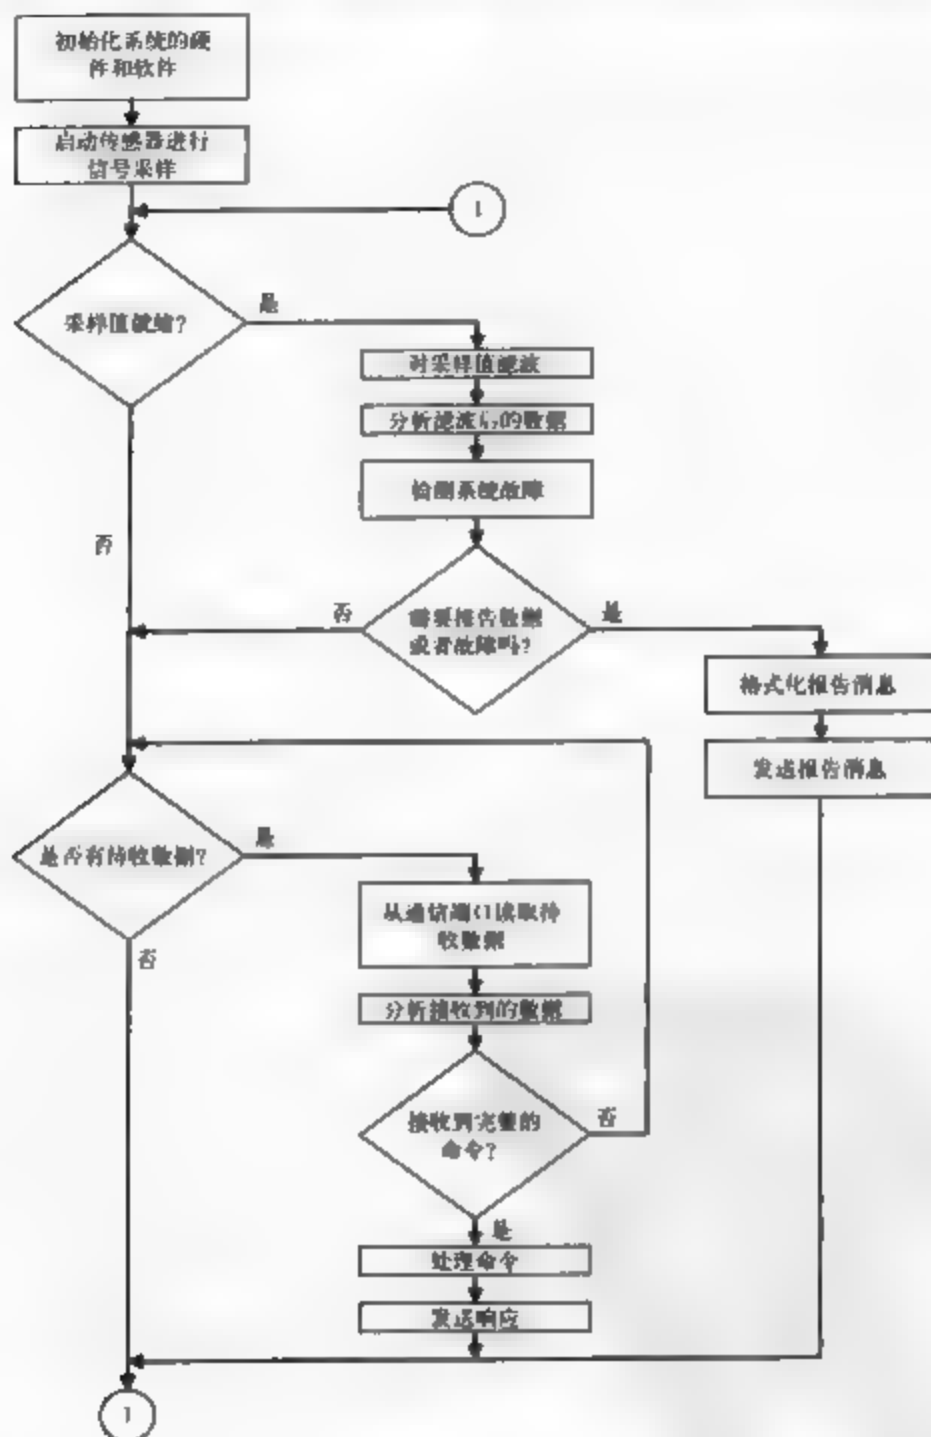 初始化系统的硬
件和软件
启动传感器进行
信号采样
1
采样值就绪?
是
对采样值滤波
分析滤波后的数据
检测系统故障
否
否
需要报告数据
或者故障吗?
是
格式化报告消息
发送报告消息
是否有待收数据?
是
从通信端口读取待
收数据
否
分析接收到的数据
接收到完整的
命令?
否
是
处理命令
发送响应
1